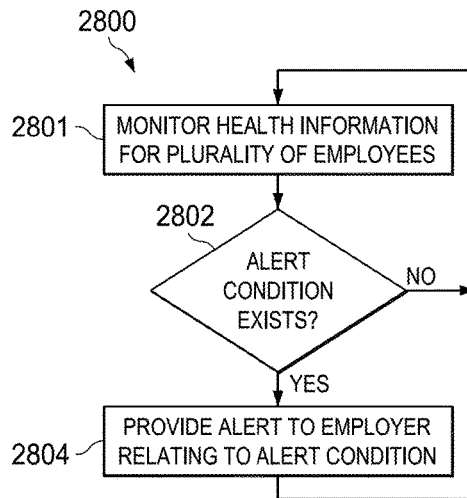 2800
2801
MONITOR HEALTH INFORMATION
FOR PLURALITY OF EMPLOYEES
2802
ALERT
CONDITION
EXISTS?
NO
YES
2804
PROVIDE ALERT TO EMPLOYER
RELATING TO ALERT CONDITION